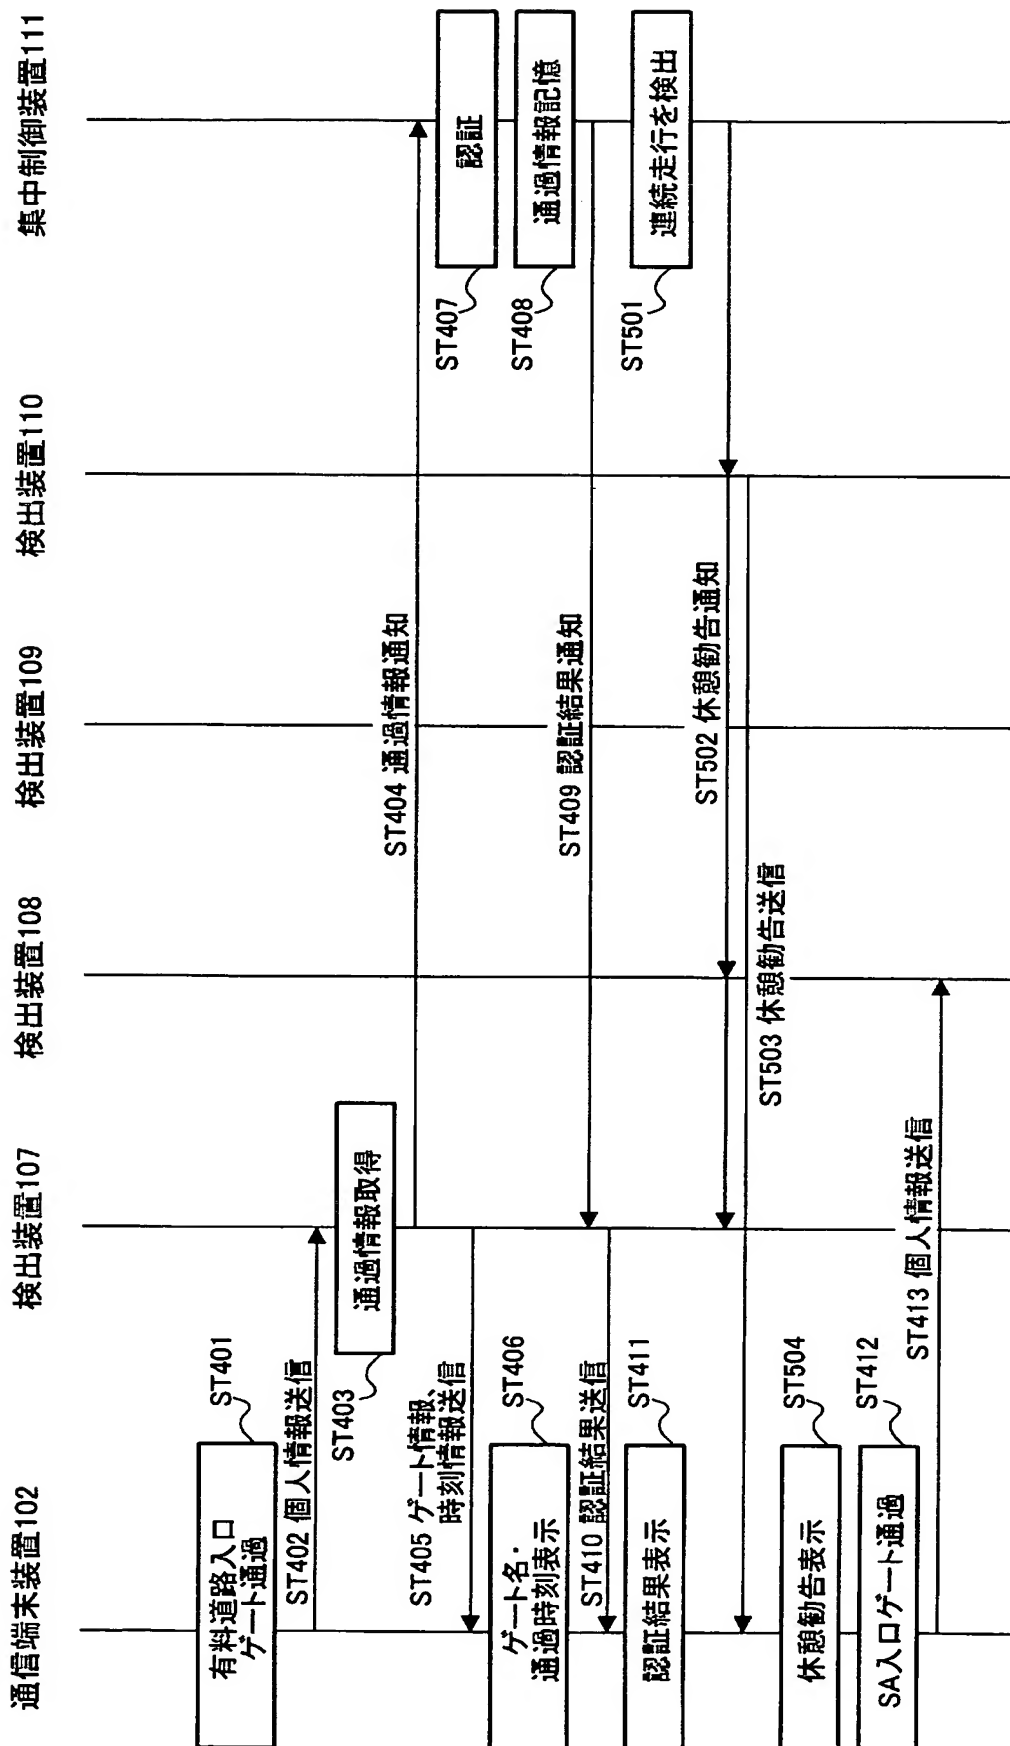 通信端末装置102
検出装置107
検出装置108
検出装置109
検出装置110
集中制御装置111
有料道路入口
ゲート通過
ST401
ST402 個人情報送信
通過情報取得
ST403
ST404 通過情報通知
ST405 ゲート情報、
時刻情報送信
ゲート名・
通過時刻表示
ST406
認証
ST407
通過情報記憶
ST408
ST409 認証結果通知
ST410 認証結果送信
認証結果表示
ST411
連続走行を検出
ST501
ST502 休憩勧告通知
ST503 休憩勧告送信
休憩勧告表示
ST504
SA入口ゲート通過
ST412
ST413 個人情報送信